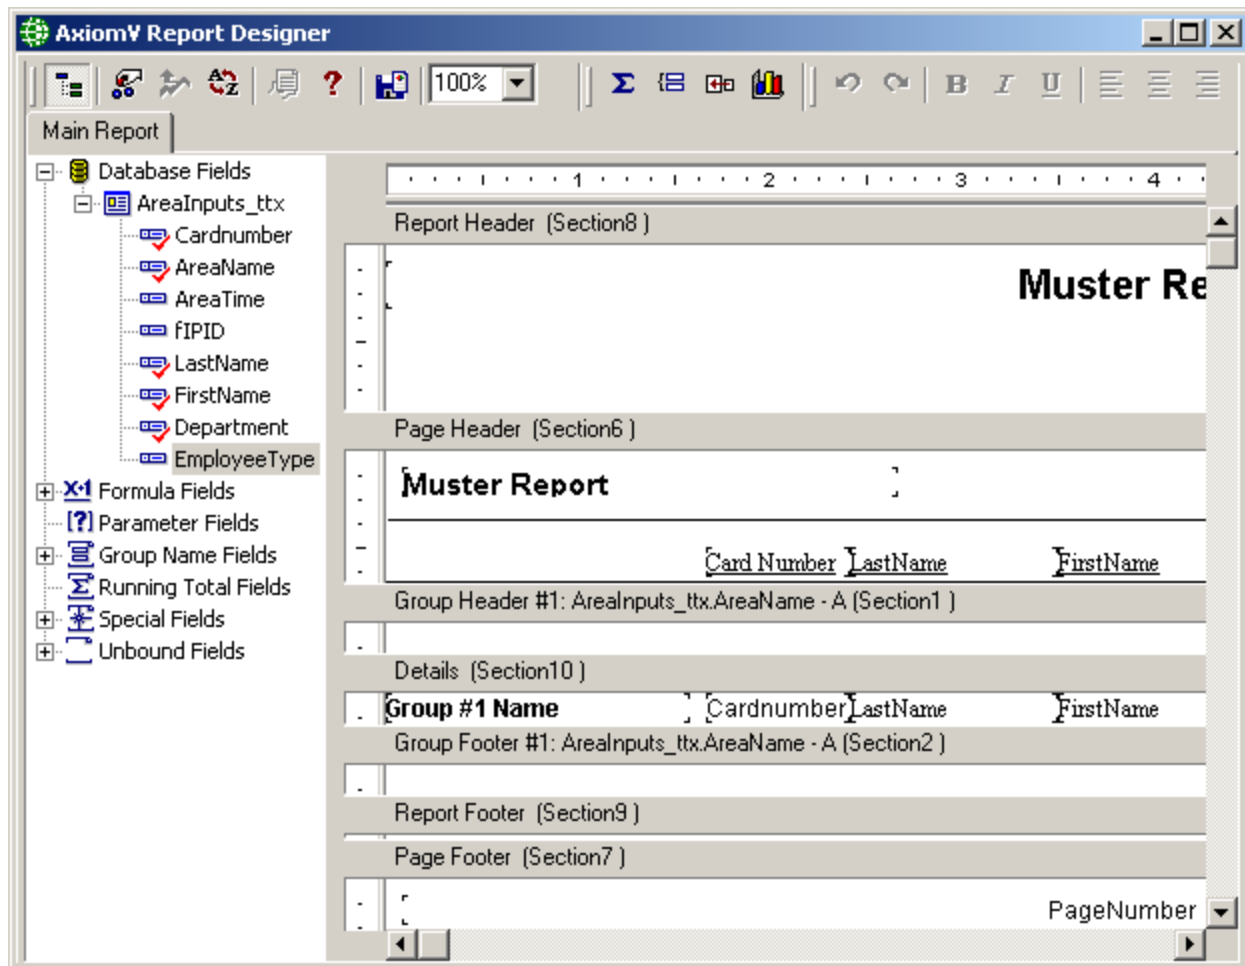 AxiomV Report Designer
100%
Main Report
Database Fields
AreaInputs_ttx
Cardnumber
AreaName
AreaTime
fIPID
LastName
FirstName
Department
EmployeeType
Formula Fields
Parameter Fields
Group Name Fields
Running Total Fields
Special Fields
Unbound Fields
1 2 3 4
Report Header (Section8 )
Muster Re
Page Header (Section6 )
Muster Report
Card Number LastName FirstName
Group Header #1: AreaInputs_ttx.AreaName - A (Section1 )
Details (Section10 )
Group #1 Name Cardnumber LastName FirstName
Group Footer #1: AreaInputs_ttx.AreaName - A (Section2 )
Report Footer (Section9 )
Page Footer (Section7 )
PageNumber